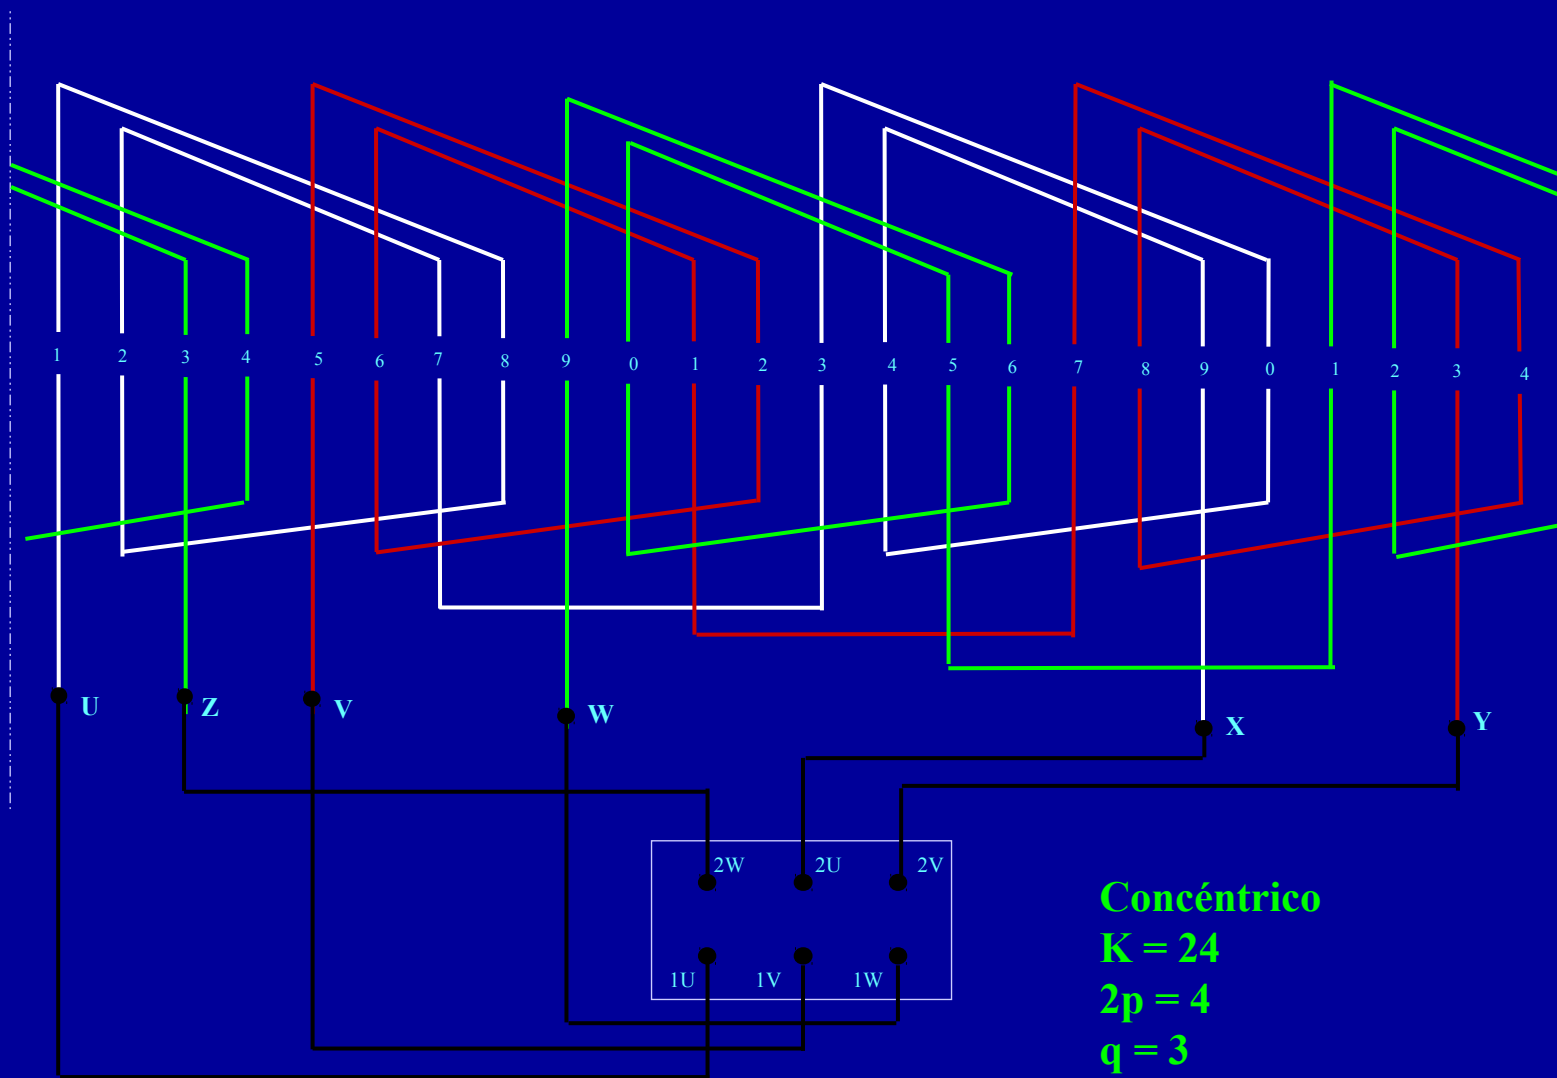 1 2 3 4 5 6 7 8 9 0 1 2 3 4 5 6 7 8 9 0 1 2 3 4
U Z V W X Y
2W 2U 2V
1U 1V 1W
Concéntrico
K = 24
2p = 4
q = 3